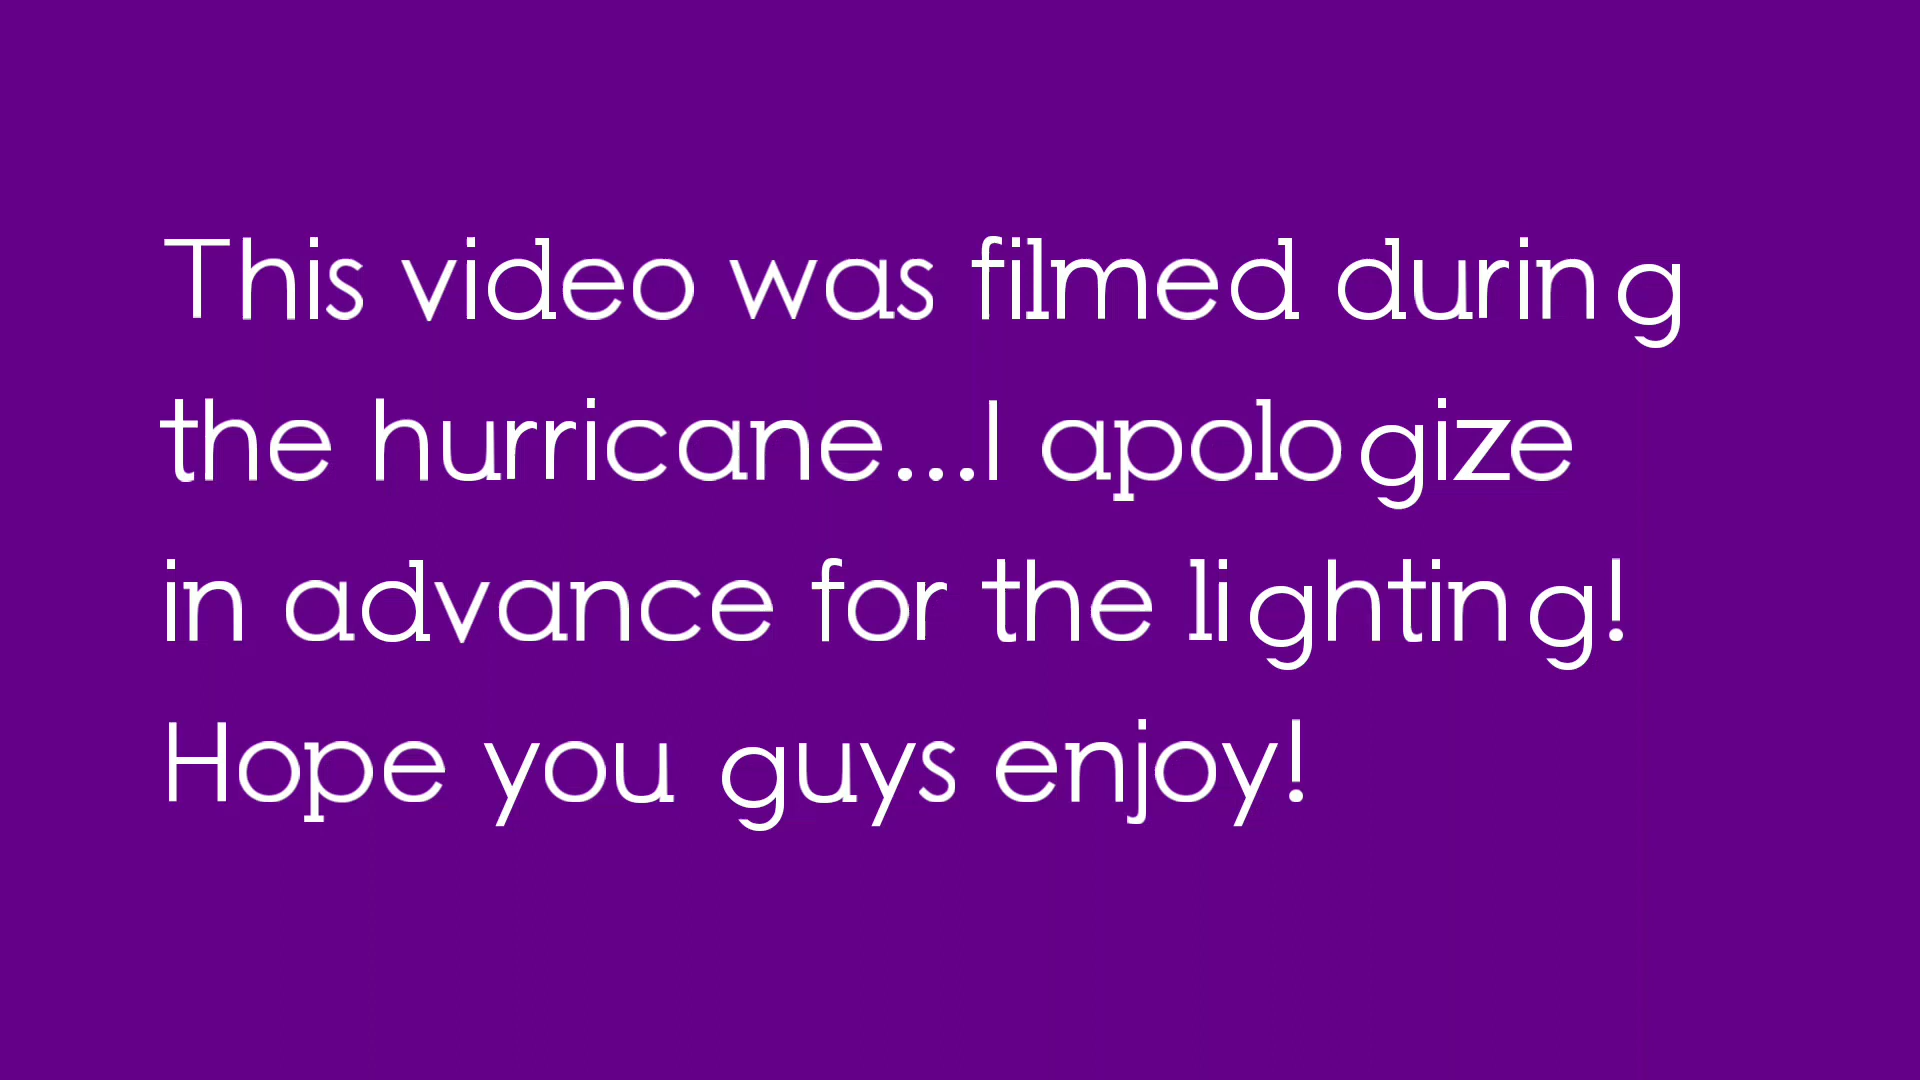 This video was filmed during
the hurricane...I apologize
in advance for the lighting!
Hope you guys enjoy!